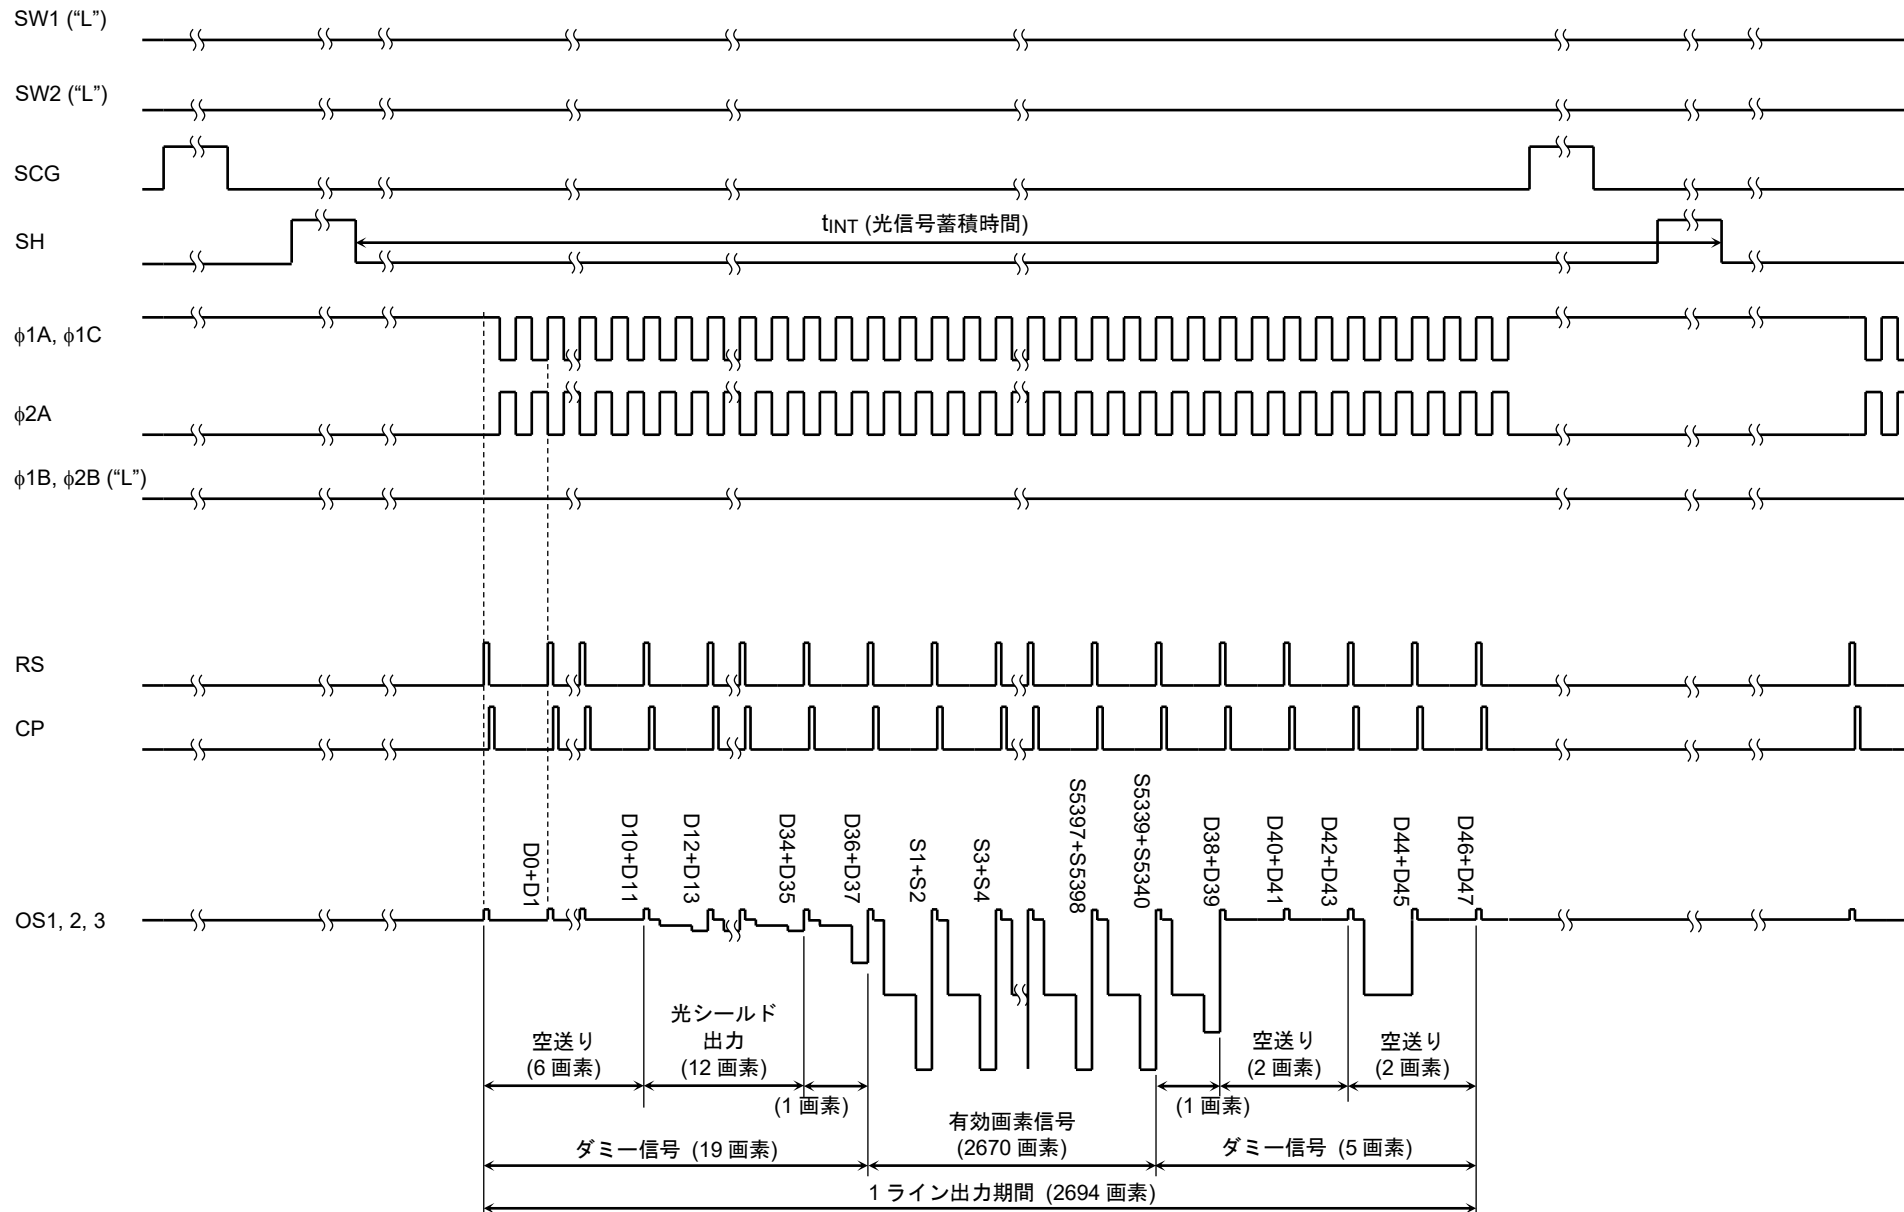 SW1 (“L”)
SW2 (“L”)
SCG
SH
tINT (光信号蓄積時間)
ϕ1A, ϕ1C
ϕ2A
ϕ1B, ϕ2B (“L”)
RS
CP
OS1, 2, 3
D0+D1
D10+D11
D12+D13
D34+D35
D36+D37
S1+S2
S3+S4
S5397+S5398
S5339+S5340
D38+D39
D40+D41
D42+D43
D44+D45
D46+D47
空送り
(6 画素)
光シールド
出力
(12 画素)
(1 画素)
(1 画素)
空送り
(2 画素)
空送り
(2 画素)
ダミー信号 (19 画素)
有効画素信号
(2670 画素)
ダミー信号 (5 画素)
1 ライン出力期間 (2694 画素)